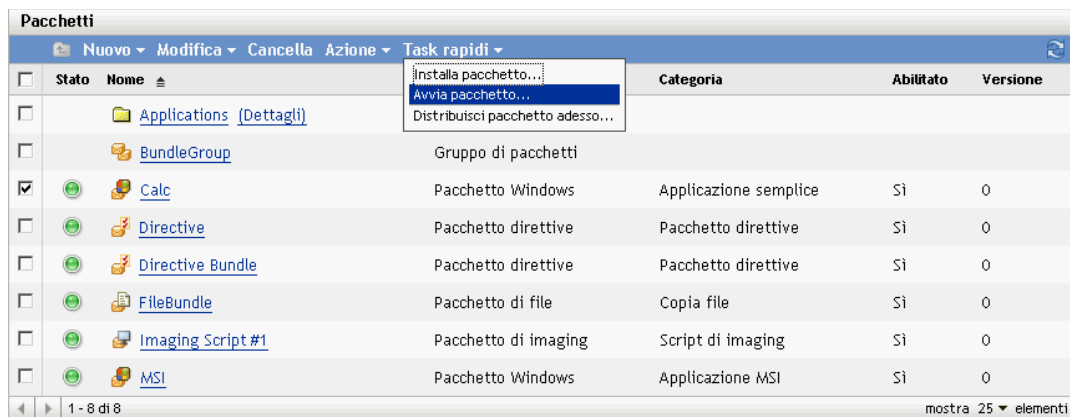 Pacchetti
Nuovo Modifica Cancella Azione Task rapidi
Stato Nome Categoria Abilitato Versione
Installa pacchetto...
Avvia pacchetto...
Distribuisci pacchetto adesso...
Applications (Dettagli)
BundleGroup Gruppo di pacchetti
Calc Pacchetto Windows Applicazione semplice Sì 0
Directive Pacchetto direttive Pacchetto direttive Sì 0
Directive Bundle Pacchetto direttive Pacchetto direttive Sì 0
FileBundle Pacchetto di file Copia file Sì 0
Imaging Script #1 Pacchetto di imaging Script di imaging Sì 0
MSI Pacchetto Windows Applicazione MSI Sì 0
1 - 8 di 8 mostra 25 elementi